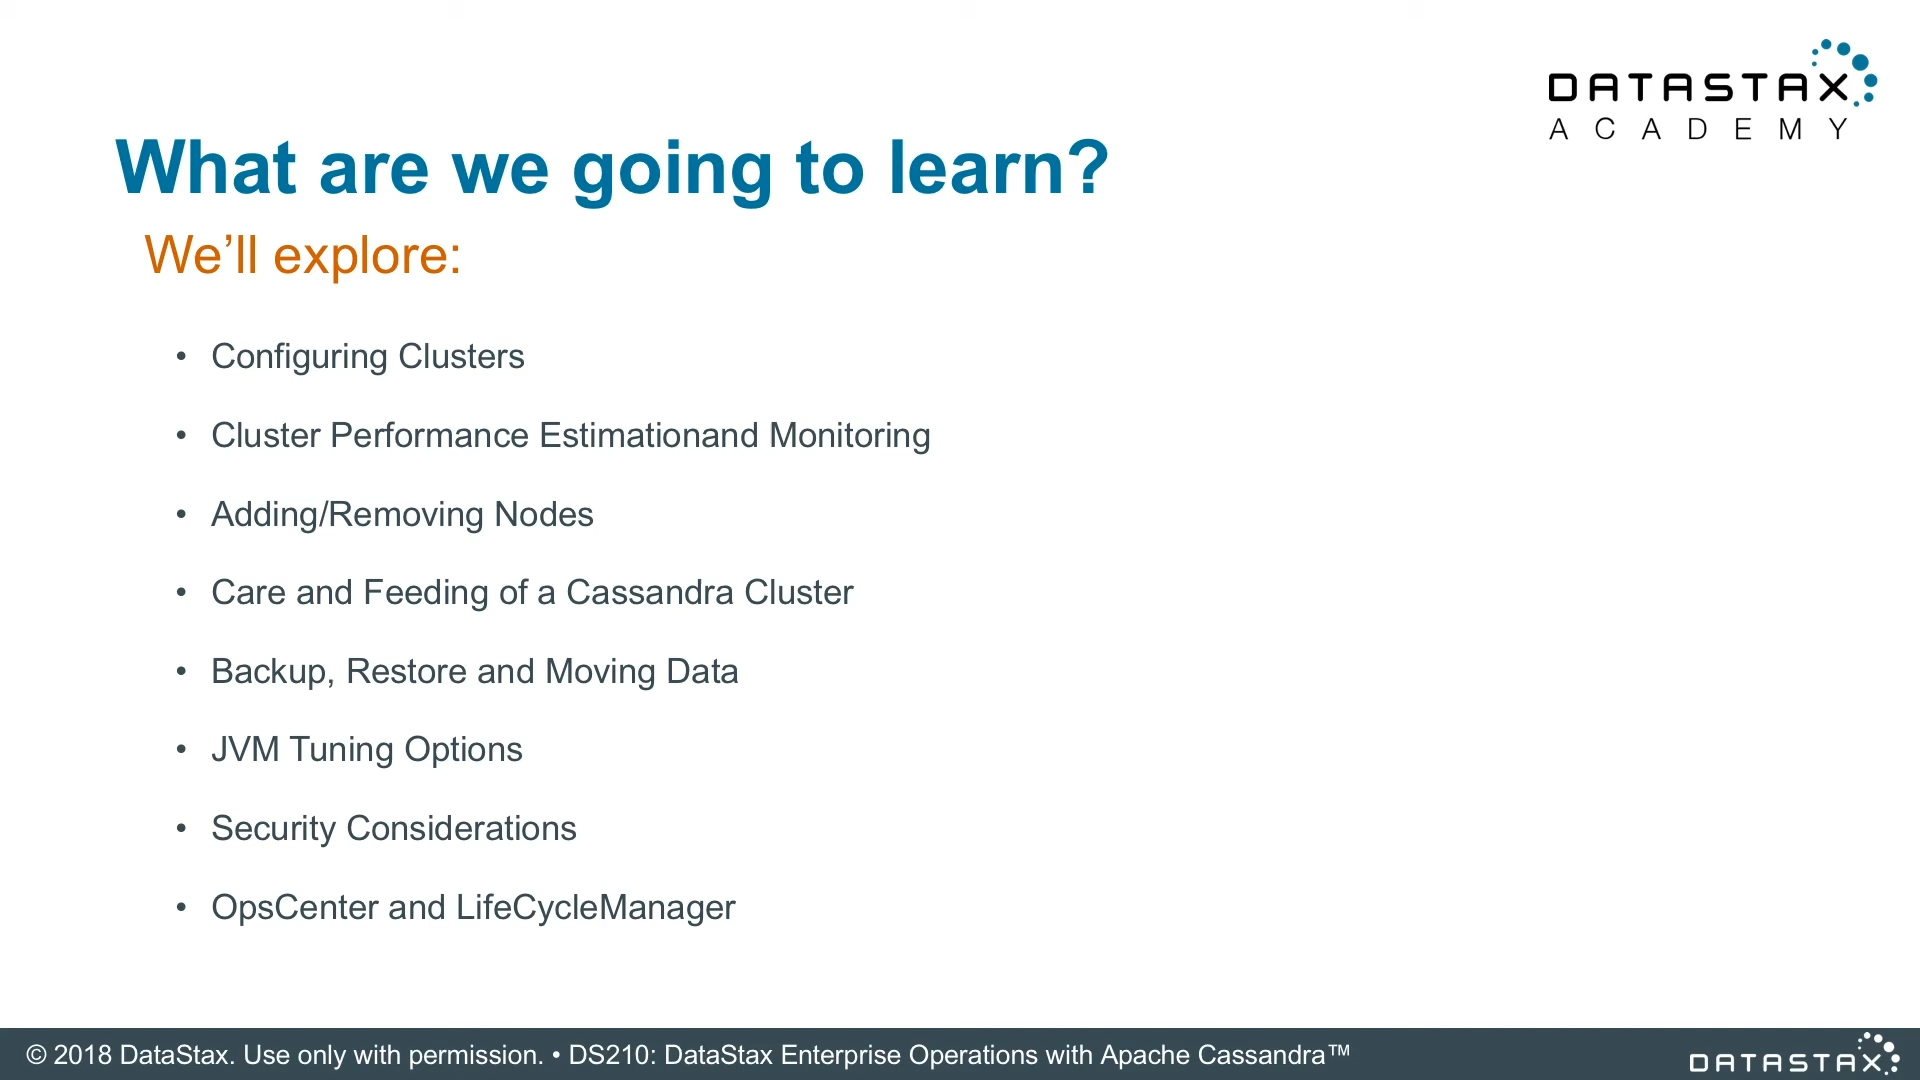 DATASTAX
ACADEMY
What are we going to learn?
We’ll explore:
• Configuring Clusters
• Cluster Performance Estimationand Monitoring
• Adding/Removing Nodes
• Care and Feeding of a Cassandra Cluster
• Backup, Restore and Moving Data
• JVM Tuning Options
• Security Considerations
• OpsCenter and LifeCycleManager
© 2018 DataStax. Use only with permission. • DS210: DataStax Enterprise Operations with Apache Cassandra™
DATASTAX